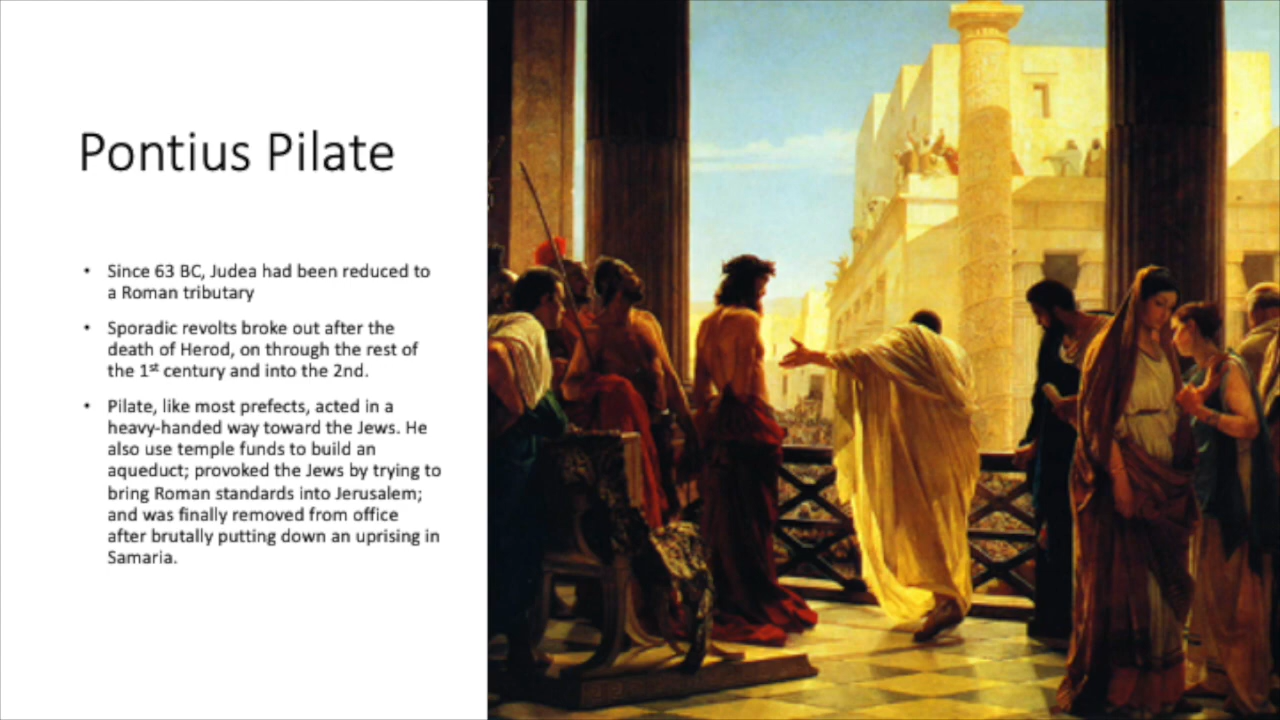 Pontius Pilate
• Since 63 BC, Judea had been reduced to
a Roman tributary
• Sporadic revolts broke out after the
death of Herod, on through the rest of
the 1st century and into the 2nd.
• Pilate, like most prefects, acted in a
heavy-handed way toward the Jews. He
also use temple funds to build an
aqueduct; provoked the Jews by trying to
bring Roman standards into Jerusalem;
and was finally removed from office
after brutally putting down an uprising in
Samaria.